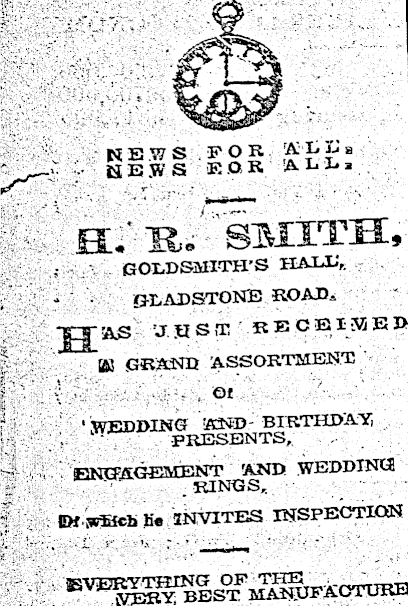 NEWS FOR ALL.
NEWS FOR ALL.
H. R. SMITH,
GOLDSMITH'S HALL,
GLADSTONE ROAD.
HAS JUST RECEIVED
A GRAND ASSORTMENT
Of
WEDDING AND BIRTHDAY
PRESENTS,
ENGAGEMENT AND WEDDING
RINGS,
Of which he INVITES INSPECTION
EVERYTHING OF THE
VERY BEST MANUFACTURE